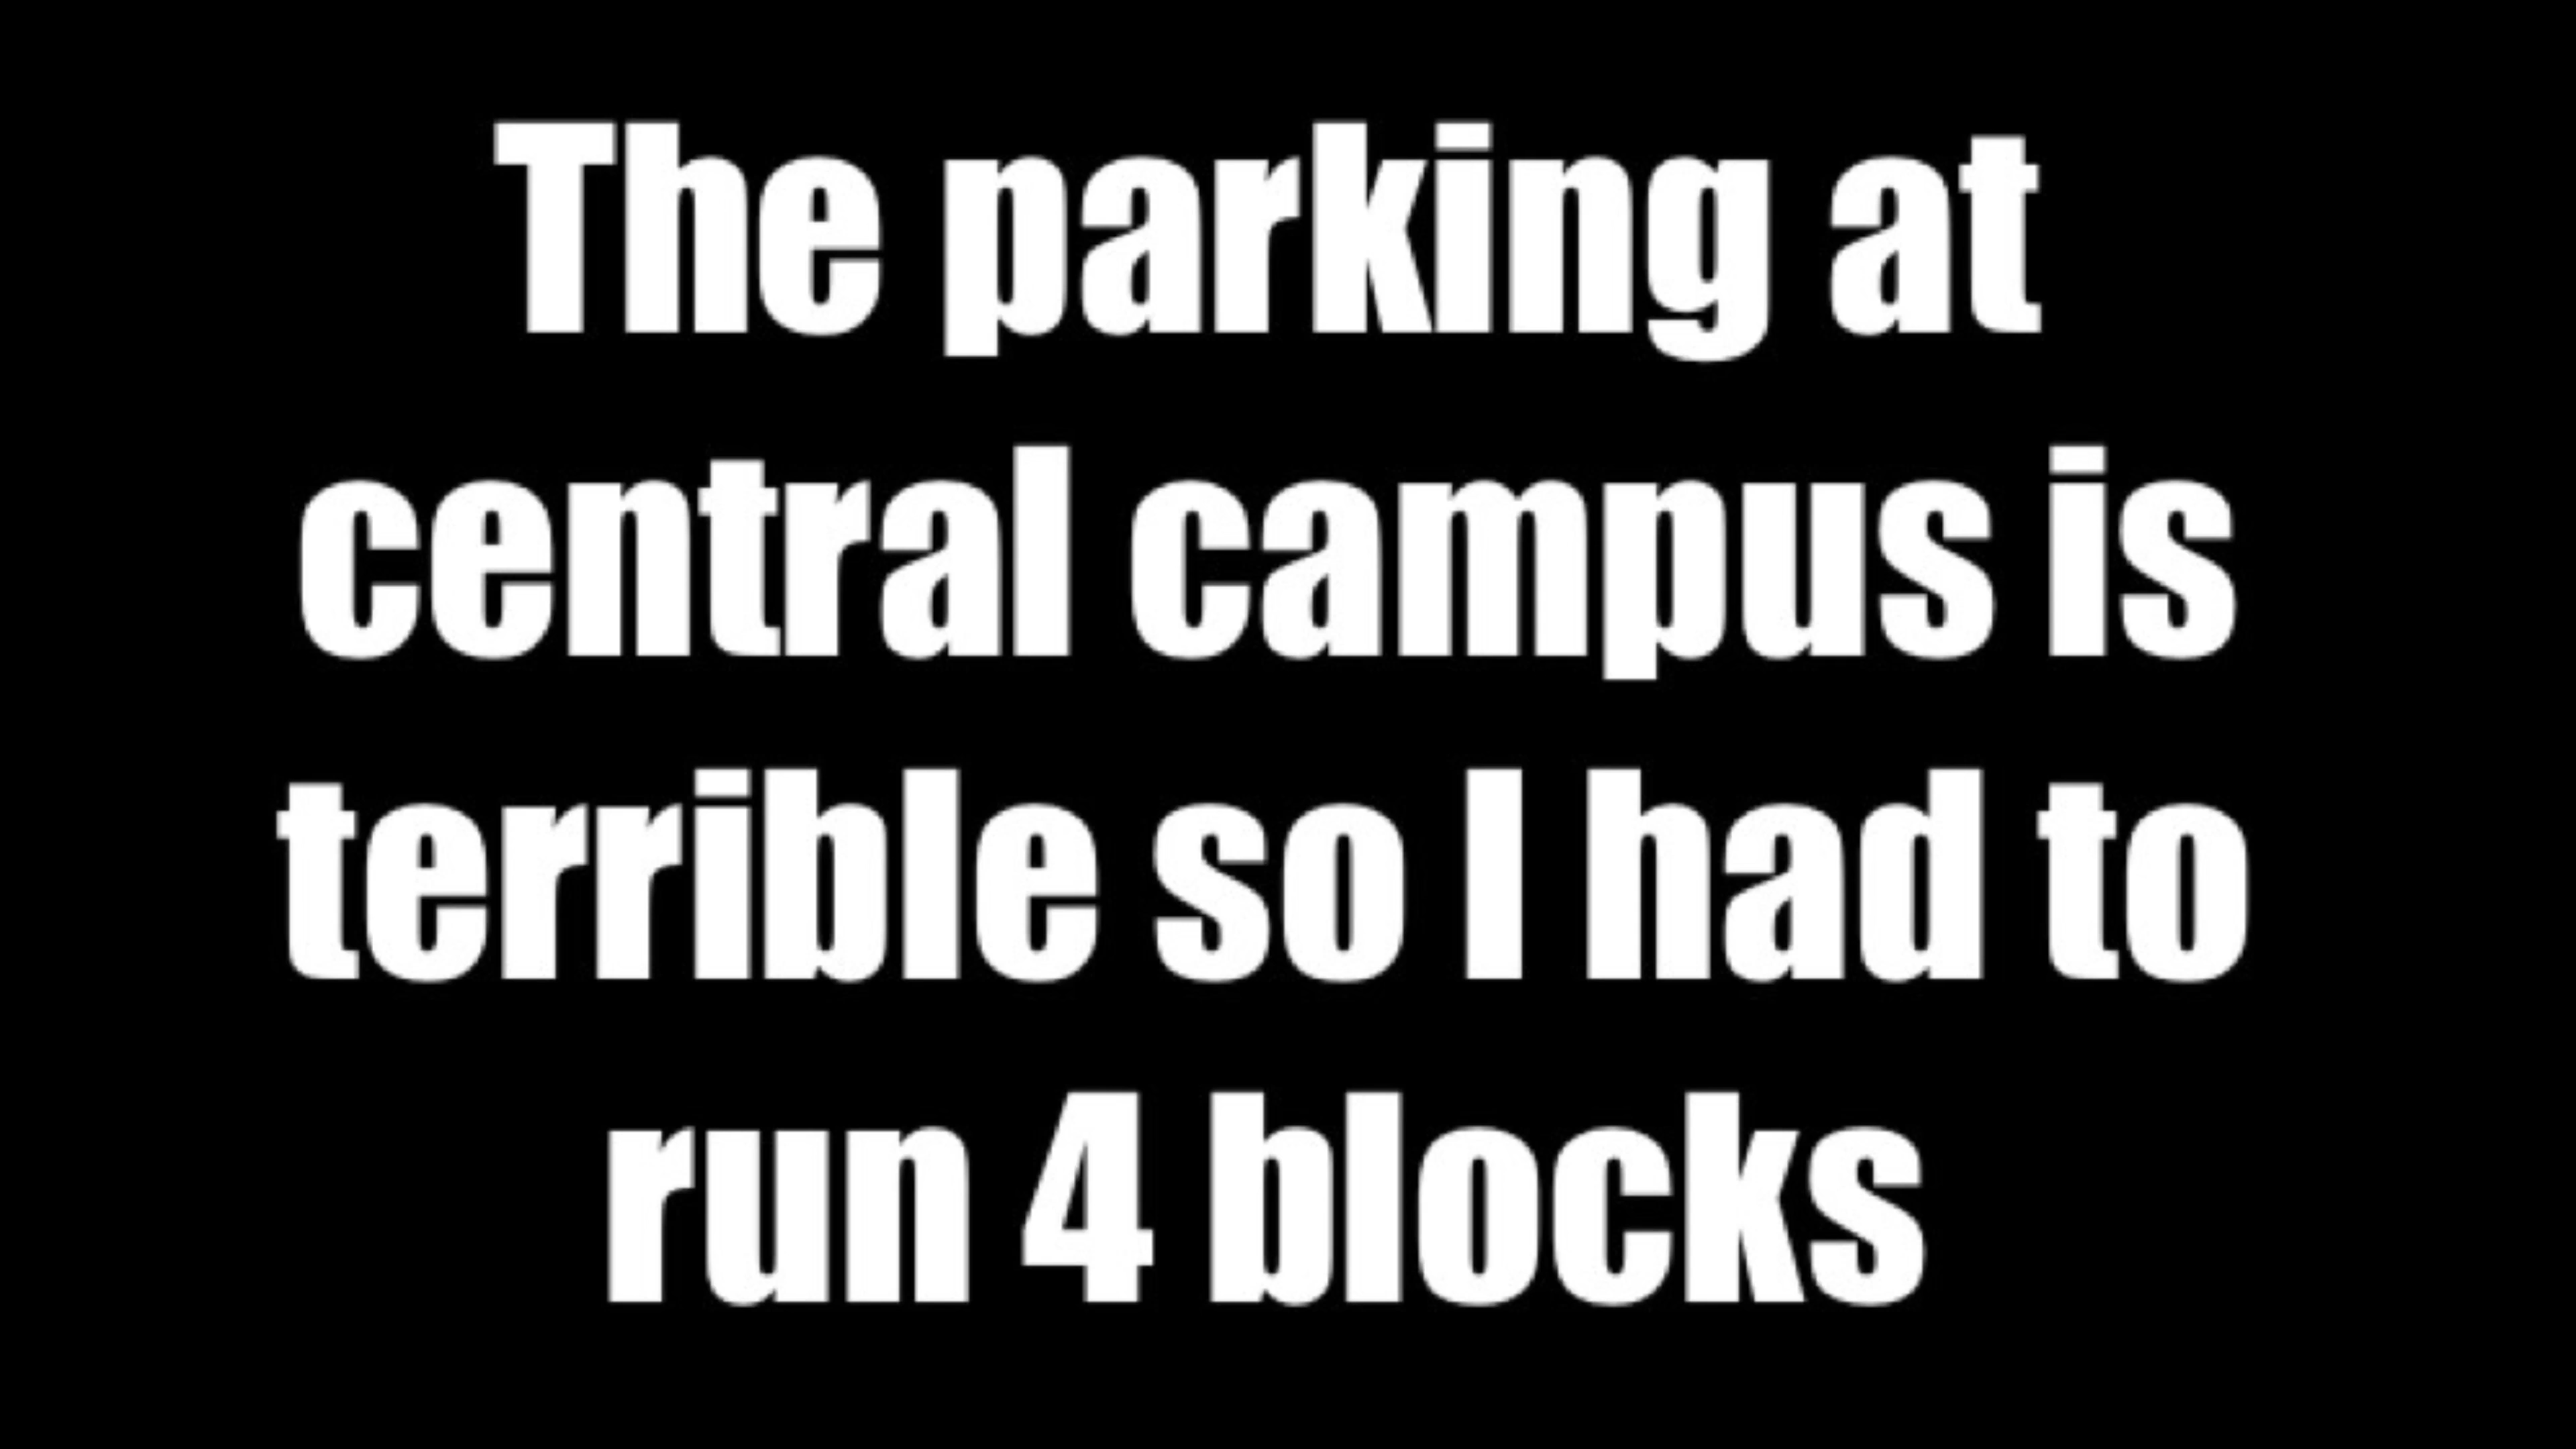 The parking at
central campus is
terrible so I had to
run 4 blocks